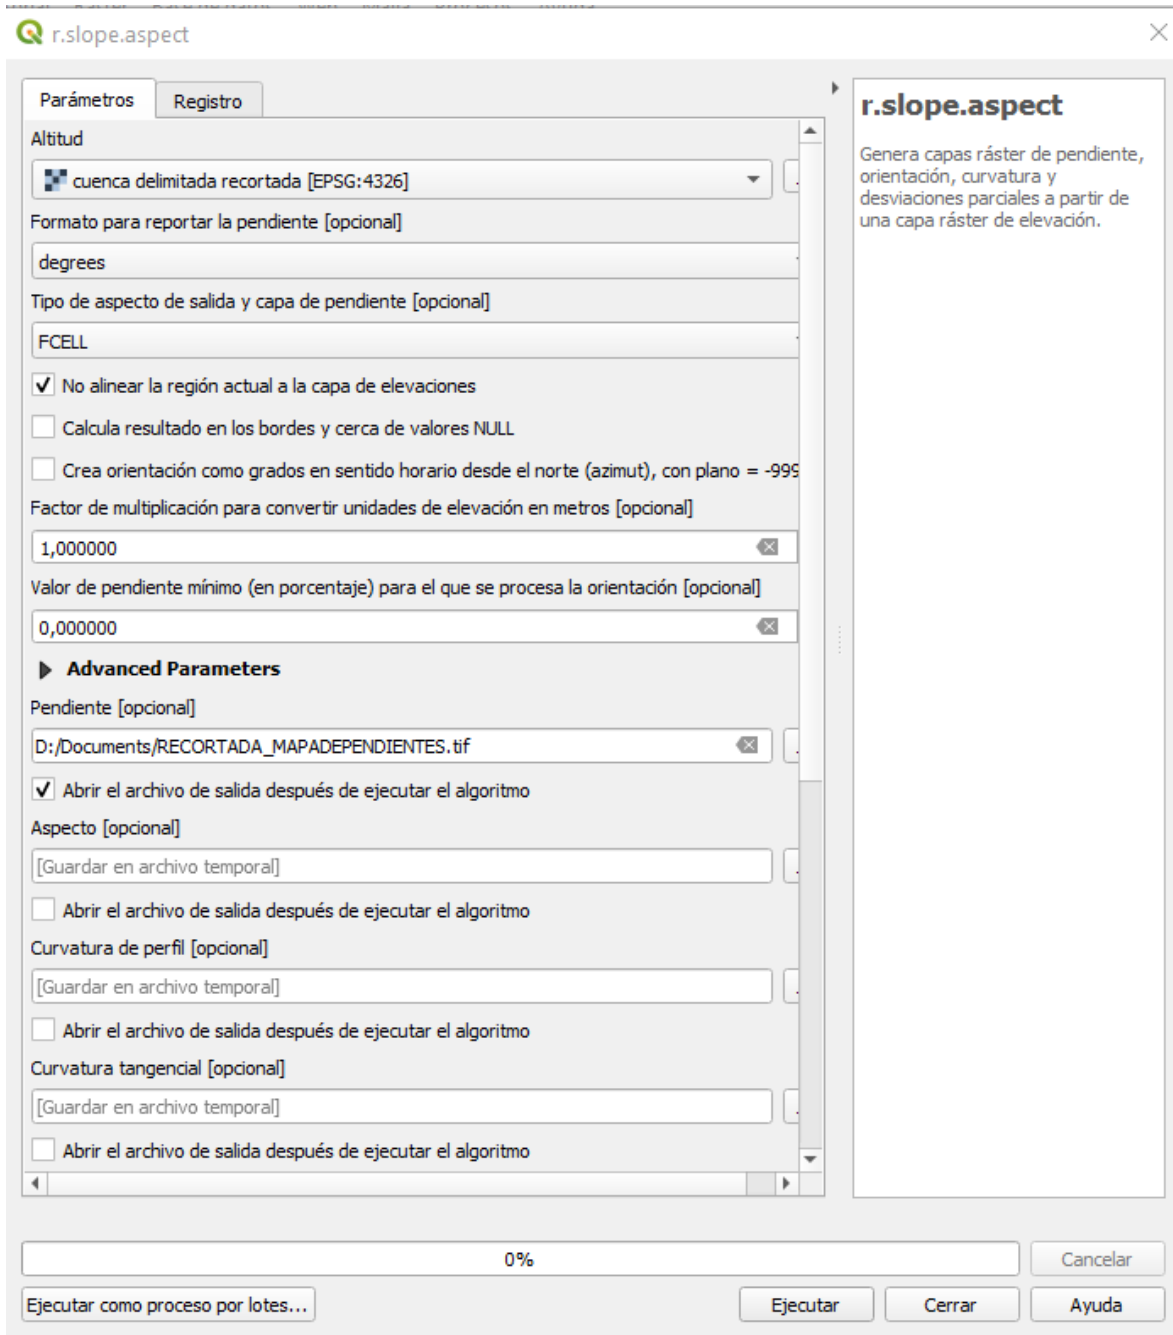 r.slope.aspect
Parámetros
Registro
Altitud
cuenca delimitada recortada [EPSG:4326]
Formato para reportar la pendiente [opcional]
degrees
Tipo de aspecto de salida y capa de pendiente [opcional]
FCELL
No alinear la región actual a la capa de elevaciones
Calcula resultado en los bordes y cerca de valores NULL
Crea orientación como grados en sentido horario desde el norte (azimut), con plano = -999
Factor de multiplicación para convertir unidades de elevación en metros [opcional]
1,000000
Valor de pendiente mínimo (en porcentaje) para el que se procesa la orientación [opcional]
0,000000
Advanced Parameters
Pendiente [opcional]
D:/Documents/RECORTADA_MAPADEPENDIENTES.tif
Abrir el archivo de salida después de ejecutar el algoritmo
Aspecto [opcional]
[Guardar en archivo temporal]
Abrir el archivo de salida después de ejecutar el algoritmo
Curvatura de perfil [opcional]
[Guardar en archivo temporal]
Abrir el archivo de salida después de ejecutar el algoritmo
Curvatura tangencial [opcional]
[Guardar en archivo temporal]
Abrir el archivo de salida después de ejecutar el algoritmo
r.slope.aspect
Genera capas ráster de pendiente,
orientación, curvatura y
desviaciones parciales a partir de
una capa ráster de elevación.
0%
Cancelar
Ejecutar como proceso por lotes...
Ejecutar
Cerrar
Ayuda